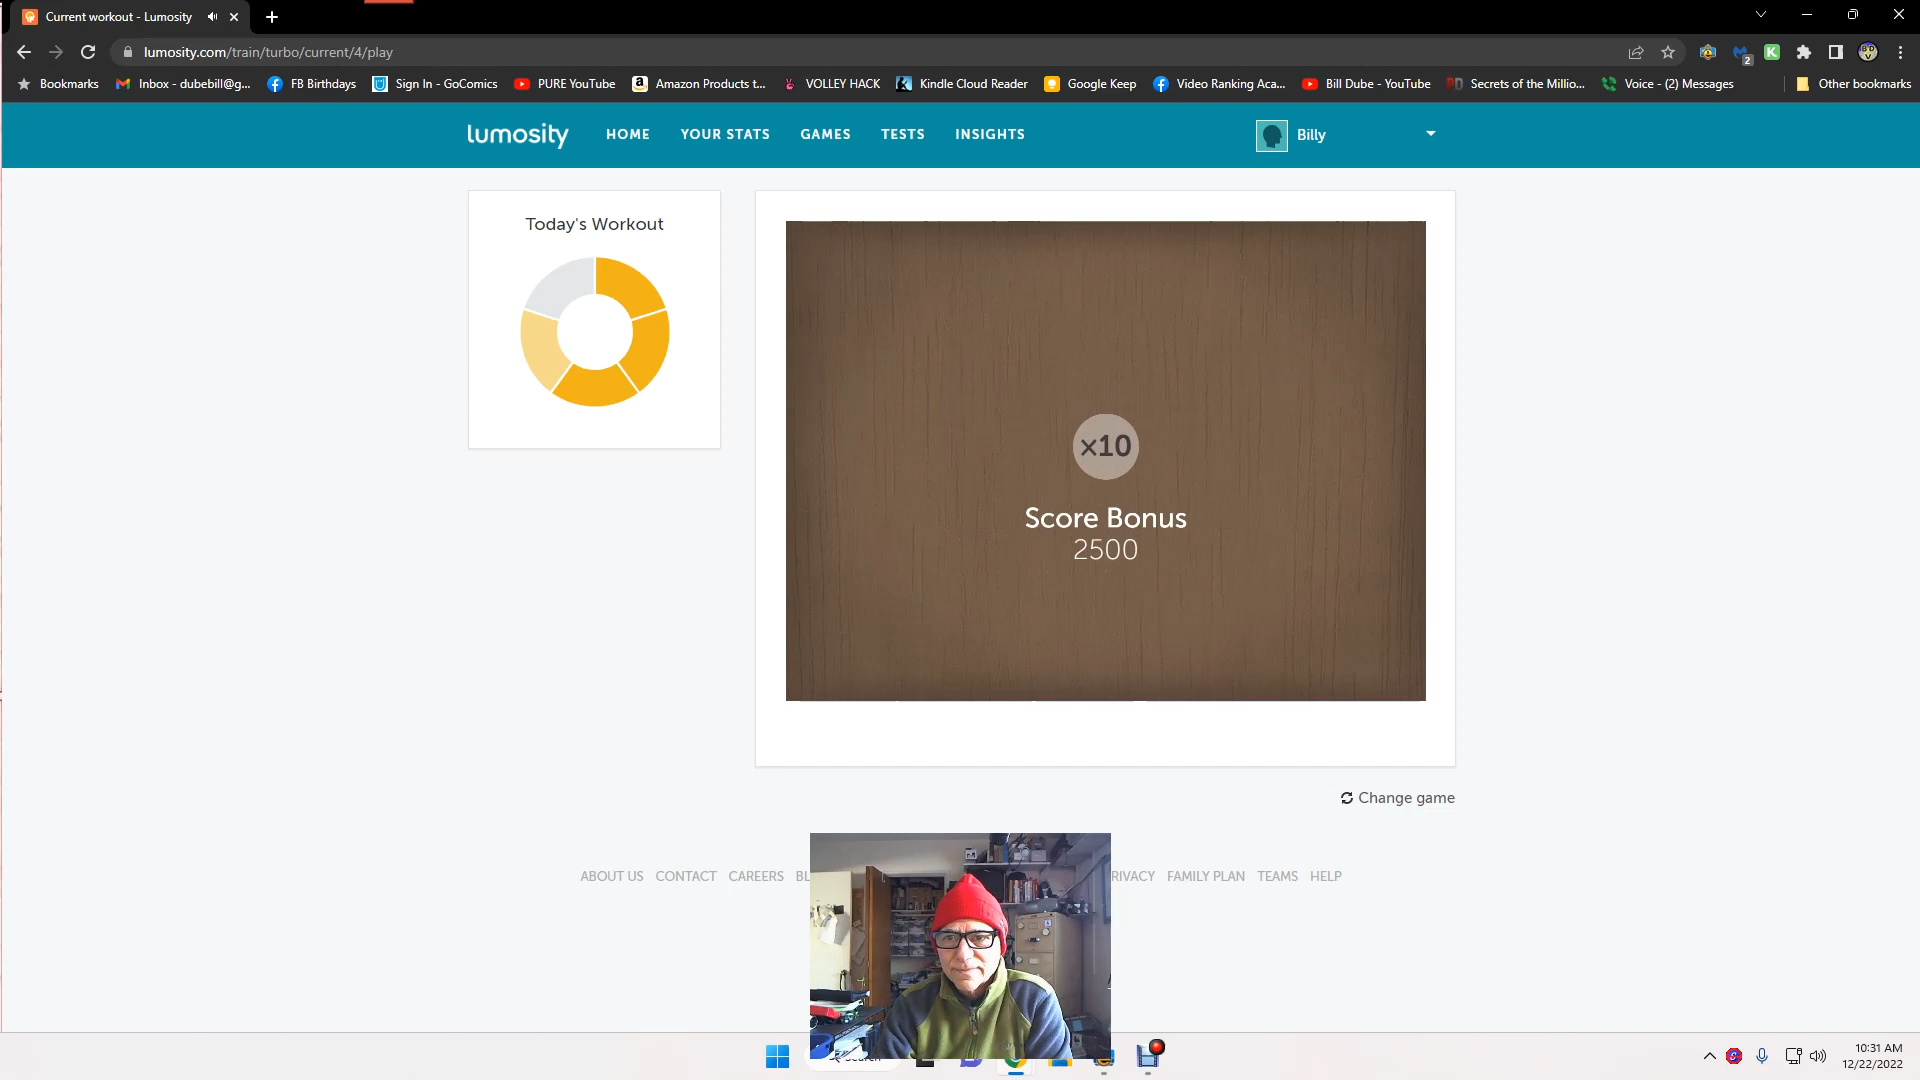 Current workout - Lumosity
lumosity.com/train/turbo/current/4/play
Bookmarks
Inbox - dubebill@g...
FB Birthdays
Sign In - GoComics
PURE YouTube
Amazon Products t...
VOLLEY HACK
Kindle Cloud Reader
Google Keep
Video Ranking Aca...
Bill Dube - YouTube
Secrets of the Millio...
Voice - (2) Messages
Other bookmarks
2
K
lumosity
HOME
YOUR STATS
GAMES
TESTS
INSIGHTS
Billy
Today's Workout
×10
Score Bonus
2500
Change game
ABOUT US CONTACT CAREERS BL
RIVACY FAMILY PLAN TEAMS HELP
10:31 AM
12/22/2022